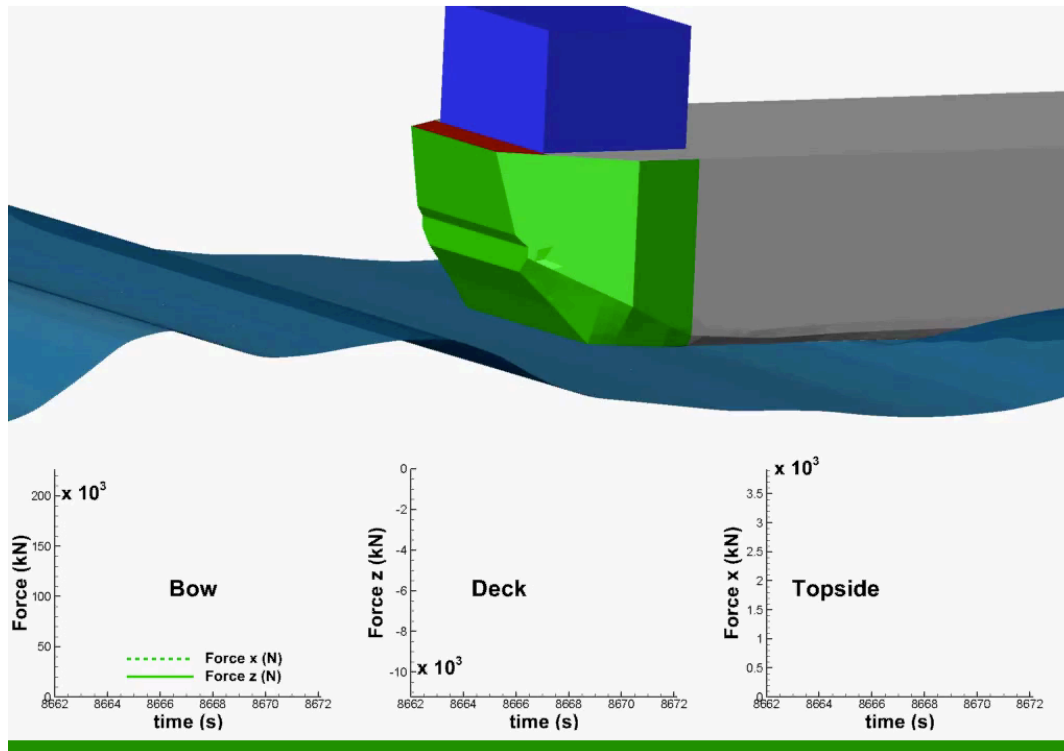 x 10³
200
150
100
50
0
Force (kN)
Bow
Force x (N)
Force z (N)
8662 8664 8666 8668 8670 8672
time (s)
0
-2
-4
-6
-8
-10
x 10³
Force z (kN)
Deck
8662 8664 8666 8668 8670 8672
time (s)
x 10³
3.5
3
2.5
2
1.5
1
0.5
0
Force x (kN)
Topside
8662 8664 8666 8668 8670 8672
time (s)